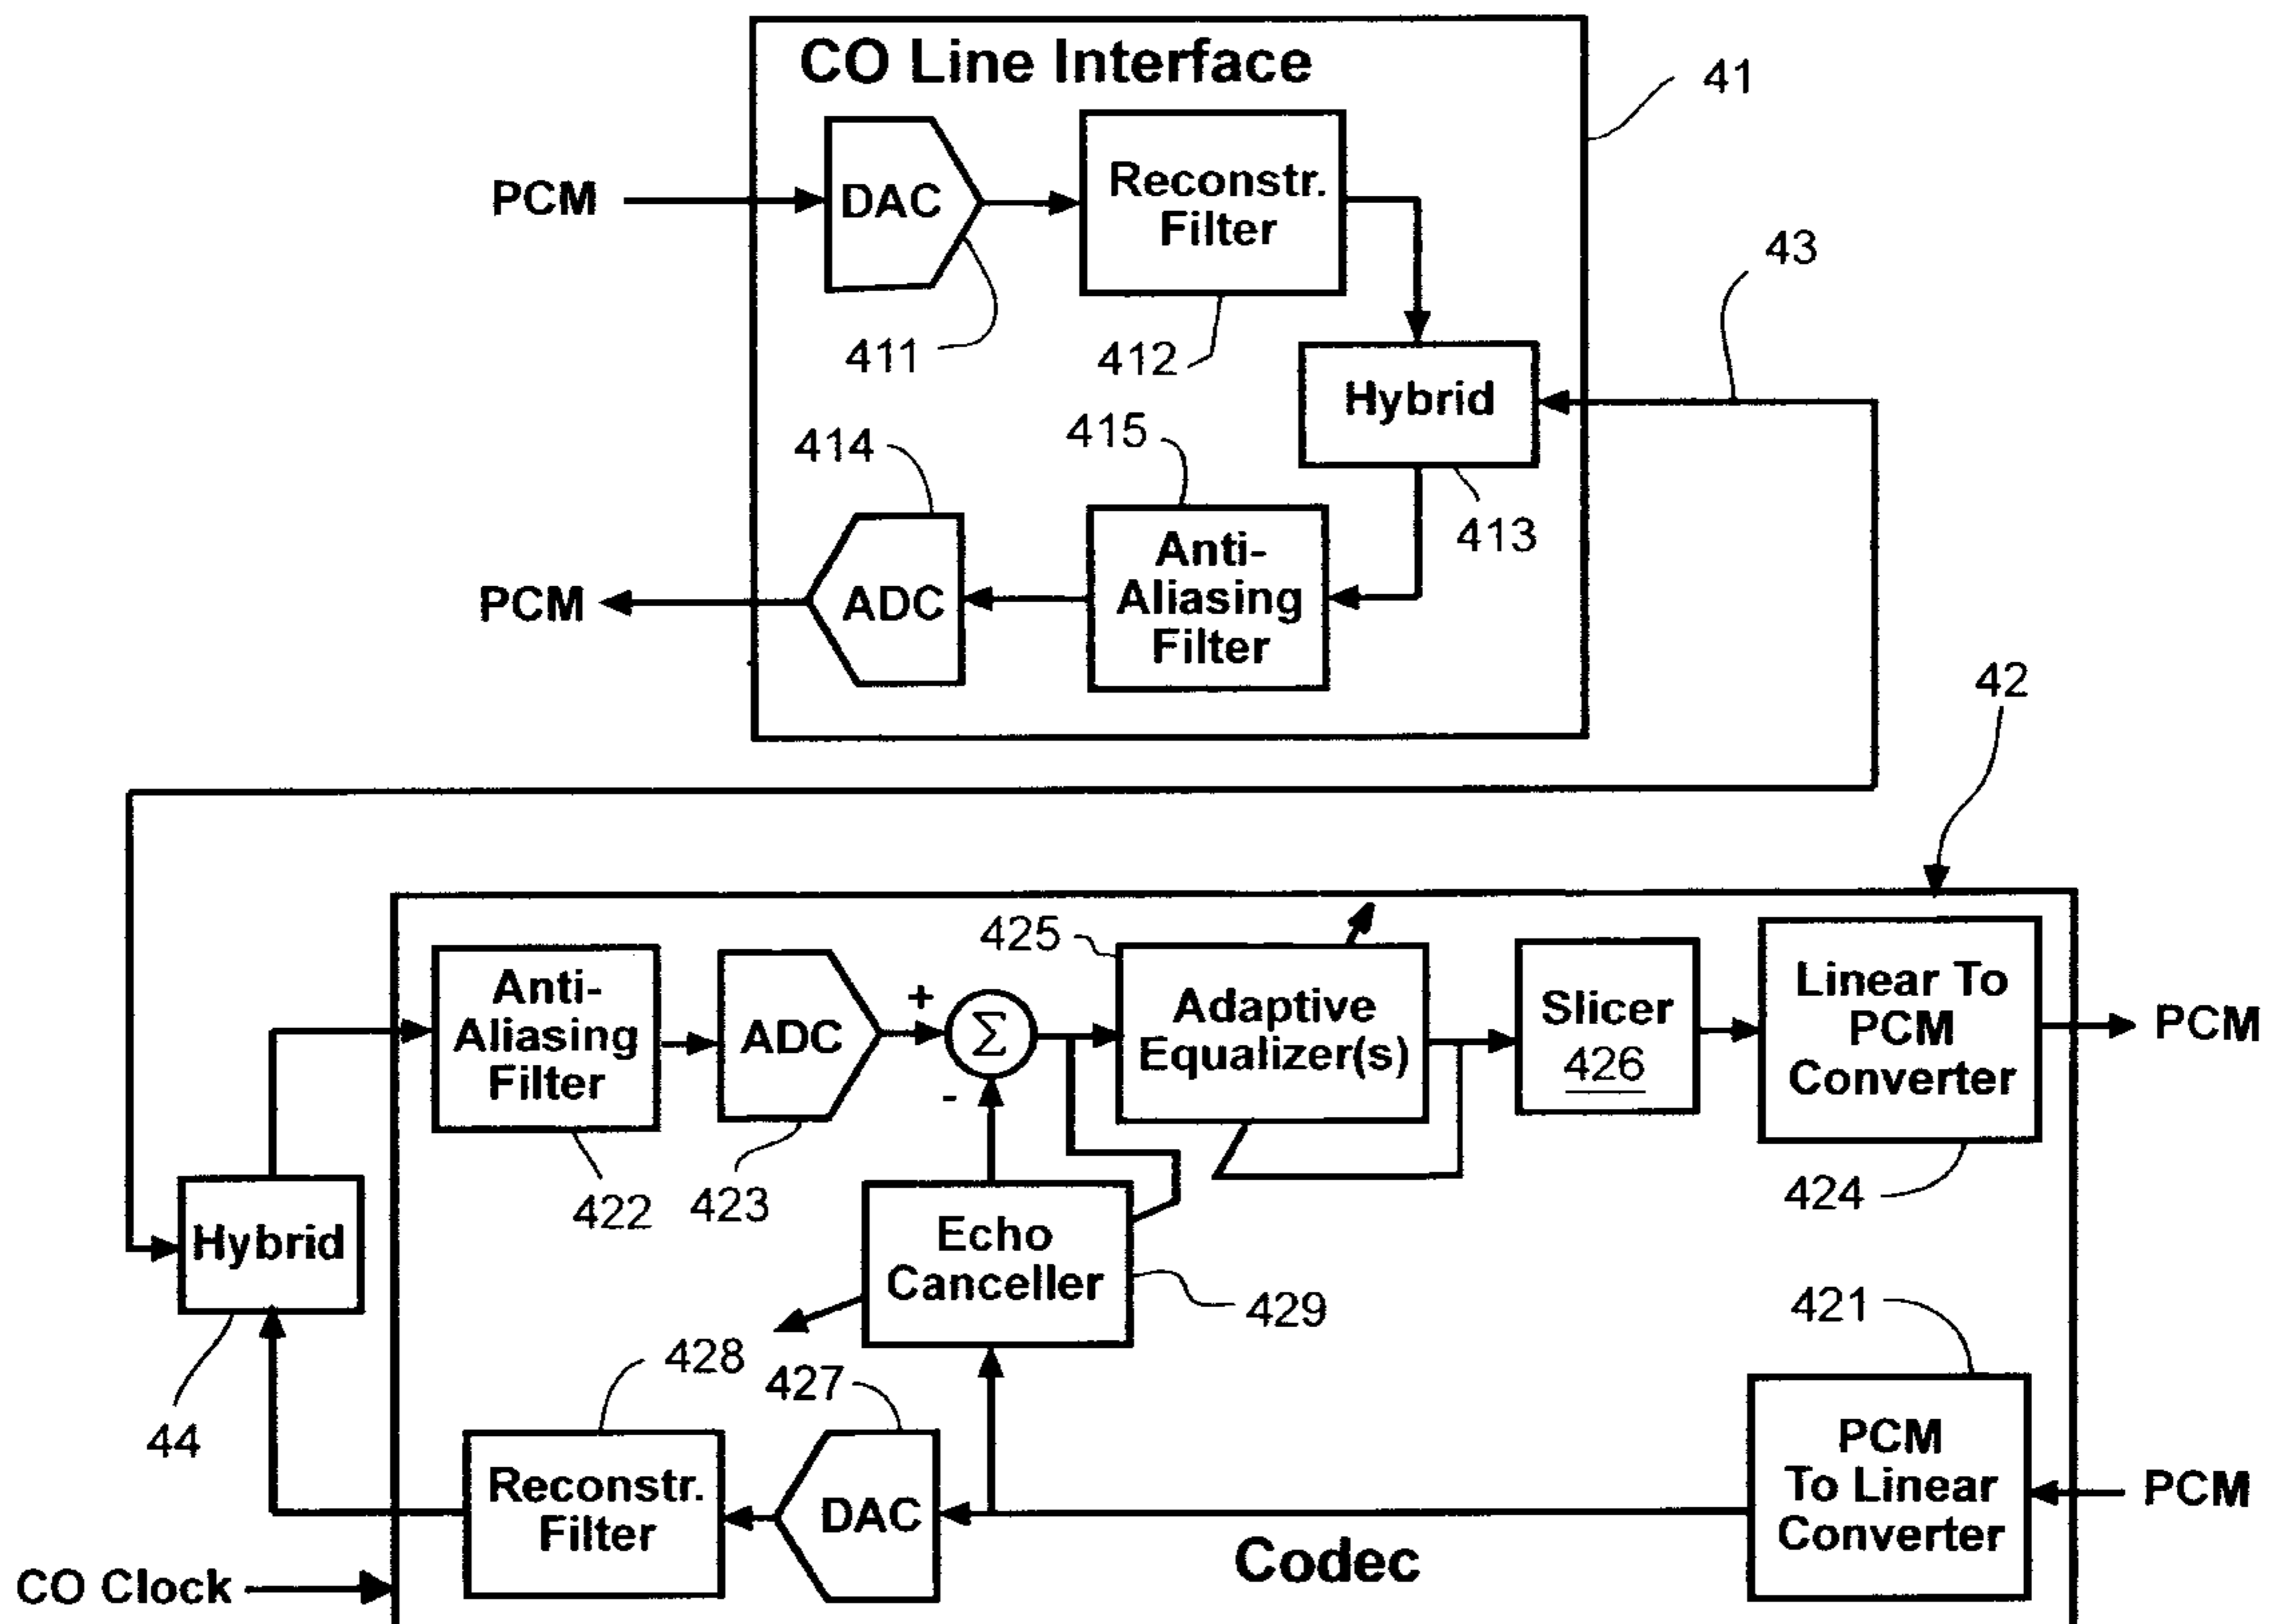 CO Line Interface
41
PCM
DAC
Reconstr.
Filter
43
411
412
Hybrid
414
415
413
PCM
ADC
Anti-
Aliasing
Filter
42
425
Anti-
Aliasing
Filter
ADC
+
Σ
-
Adaptive
Equalizer(s)
Slicer
426
Linear To
PCM
Converter
PCM
422
423
424
Hybrid
Echo
Canceller
429
421
428
427
44
Reconstr.
Filter
DAC
PCM
To Linear
Converter
PCM
Codec
CO Clock